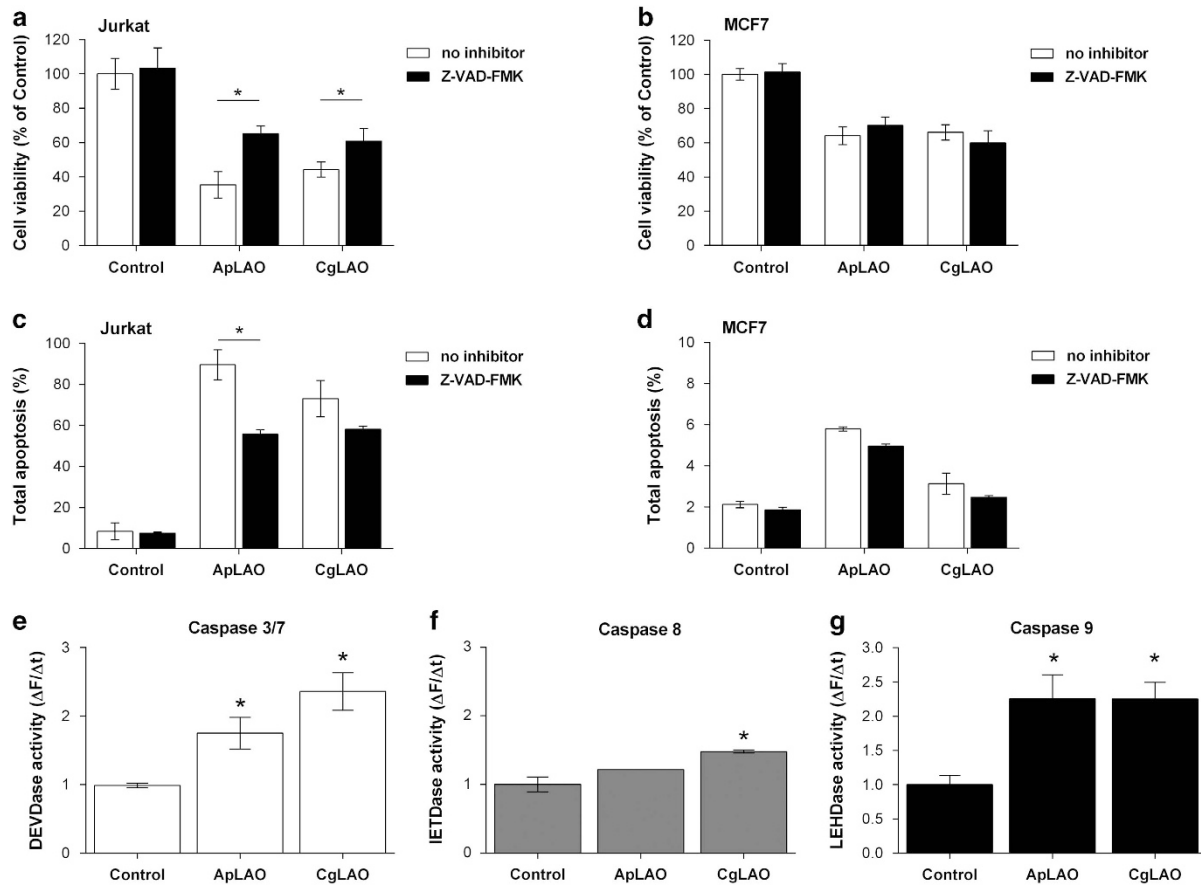 a
Jurkat
Cell viability (% of Control)
120
100
80
60
40
20
0
*
*
Control
ApLAO
CgLAO
no inhibitor
Z-VAD-FMK
b
MCF7
Cell viability (% of Control)
120
100
80
60
40
20
0
Control
ApLAO
CgLAO
no inhibitor
Z-VAD-FMK
c
Jurkat
Total apoptosis (%)
100
80
60
40
20
0
*
Control
ApLAO
CgLAO
no inhibitor
Z-VAD-FMK
d
MCF7
Total apoptosis (%)
10
8
6
4
2
0
Control
ApLAO
CgLAO
no inhibitor
Z-VAD-FMK
e
Caspase 3/7
DEVDase activity (ΔF/Δt)
3
2
1
0
*
*
Control
ApLAO
CgLAO
f
Caspase 8
IETDase activity (ΔF/Δt)
3
2
1
0
*
Control
ApLAO
CgLAO
g
Caspase 9
LEHDase activity (ΔF/Δt)
3
2.5
2.0
1.5
1.0
0.5
0.0
*
*
Control
ApLAO
CgLAO